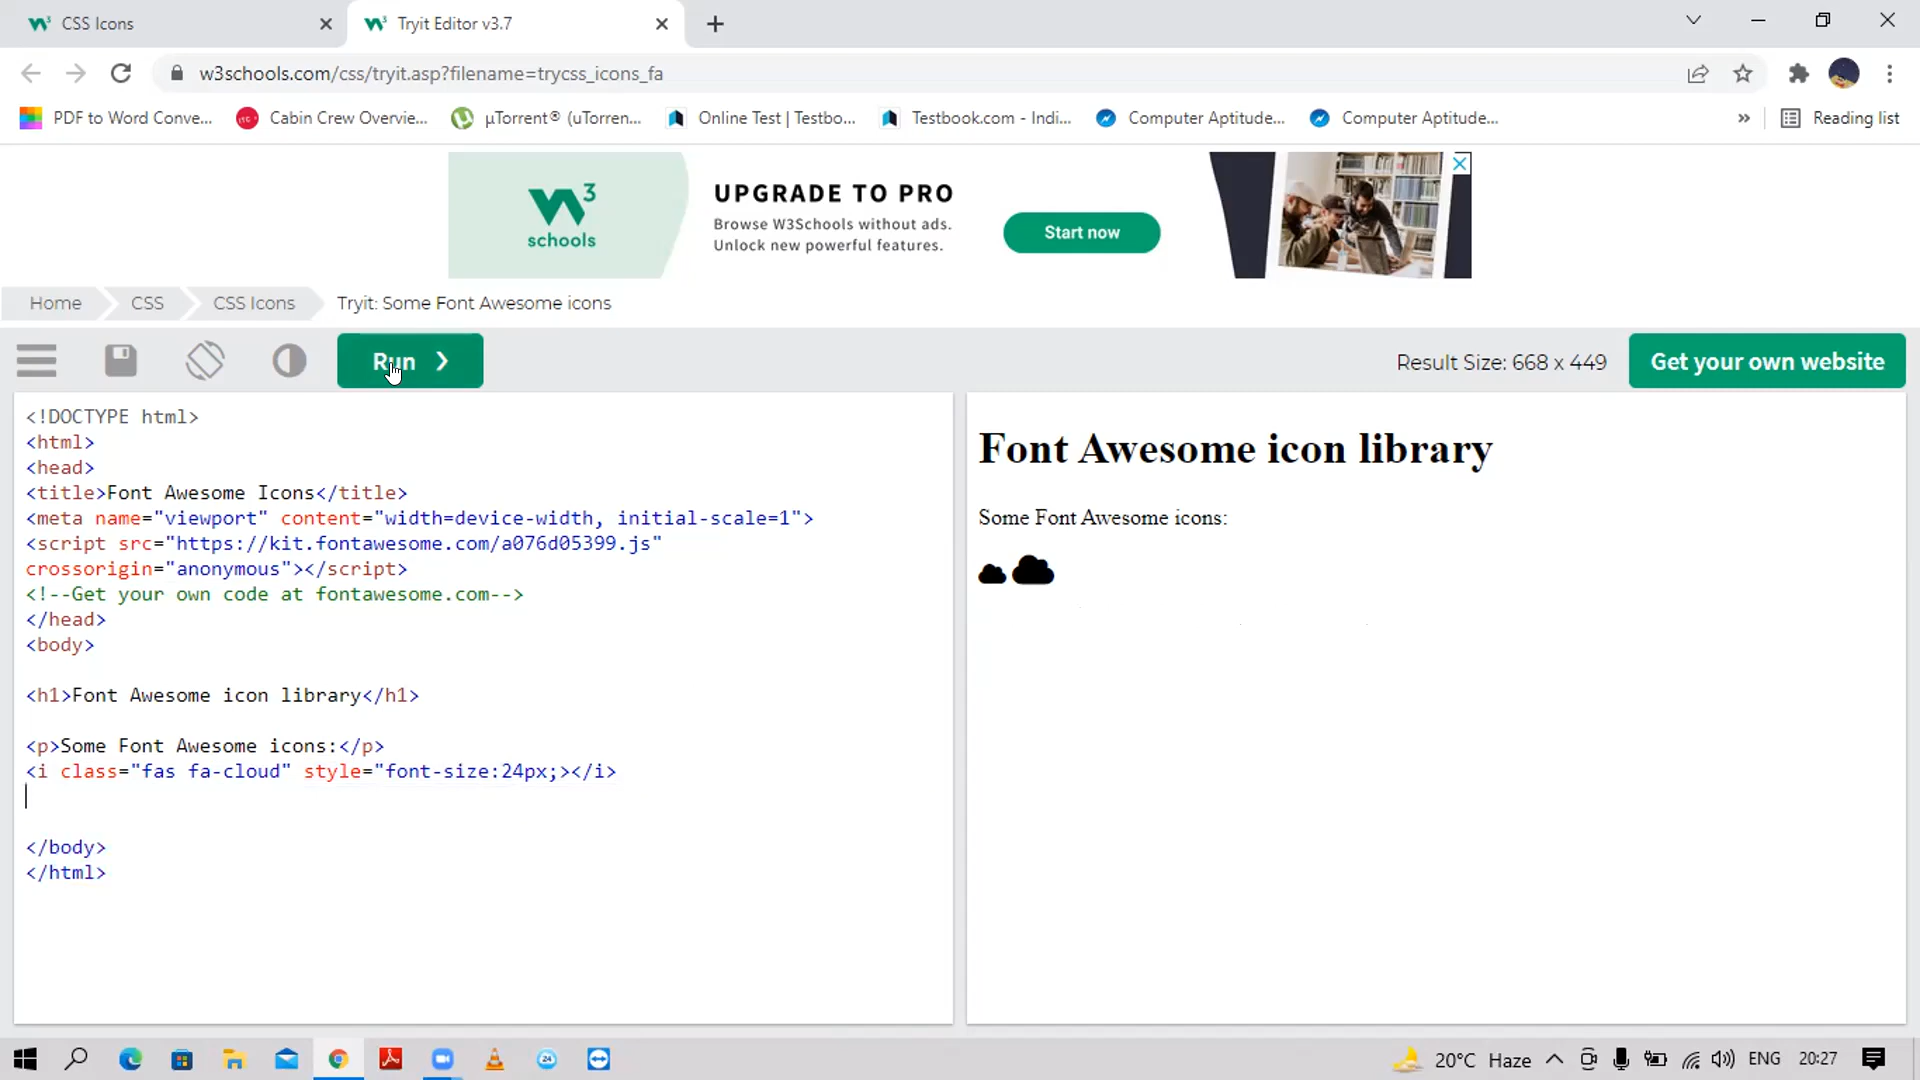 CSS Icons
Tryit Editor v3.7
w3schools.com/css/tryit.asp?filename=trycss_icons_fa
PDF to Word Conve...
Cabin Crew Overvie...
µTorrent® (uTorren...
Online Test | Testbo...
Testbook.com - Indi...
Computer Aptitude...
Computer Aptitude...
»
Reading list
3
schools
UPGRADE TO PRO
Browse W3Schools without ads.
Unlock new powerful features.
Start now
Home
CSS
CSS Icons
Tryit: Some Font Awesome icons
Run ❯
Result Size: 668 x 449
Get your own website
<!DOCTYPE html>
<html>
<head>
<title>Font Awesome Icons</title>
<meta name="viewport" content="width=device-width, initial-scale=1">
<script src="https://kit.fontawesome.com/a076d05399.js"
crossorigin="anonymous"></script>
<!--Get your own code at fontawesome.com-->
</head>
<body>
<h1>Font Awesome icon library</h1>
<p>Some Font Awesome icons:</p>
<i class="fas fa-cloud" style="font-size:24px;></i>
</body>
</html>
Font Awesome icon library
Some Font Awesome icons:
20°C Haze
ENG
20:27